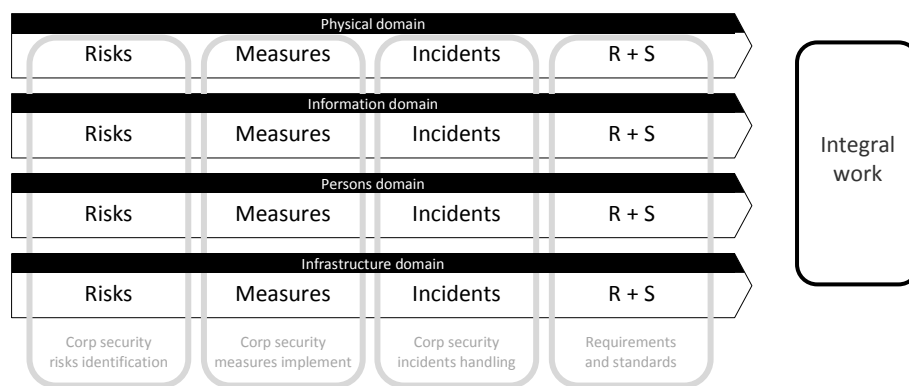 Physical domain
Risks Measures Incidents R + S
Information domain
Risks Measures Incidents R + S
Persons domain
Risks Measures Incidents R + S
Infrastructure domain
Risks Measures Incidents R + S
Corp security
risks identification
Corp security
measures implement
Corp security
incidents handling
Requirements
and standards
Integral
work